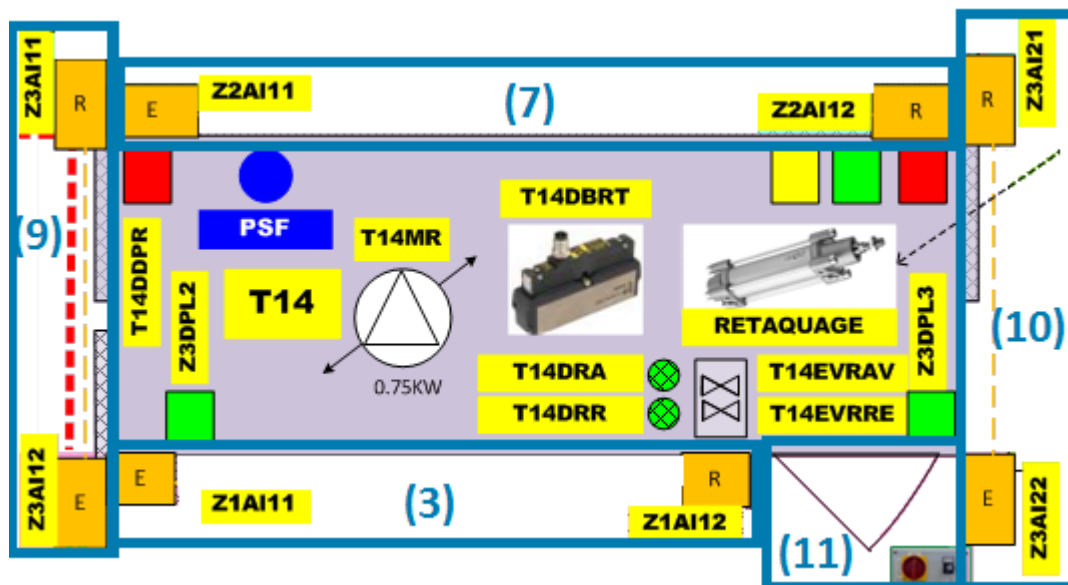 Z3AI11
R
E
Z2AI11
(7)
Z2AI12
R
R
Z3AI21
(9)
T14DDPR
PSF
T14MR
T14DBRT
T14
Z3DPL2
0.75KW
RETAQUAGE
Z3DPL3
(10)
T14DRA
T14EVRAV
T14DRR
T14EVRRE
Z3AI12
E
E
Z1AI11
(3)
R
Z1AI12
(11)
E
Z3AI22